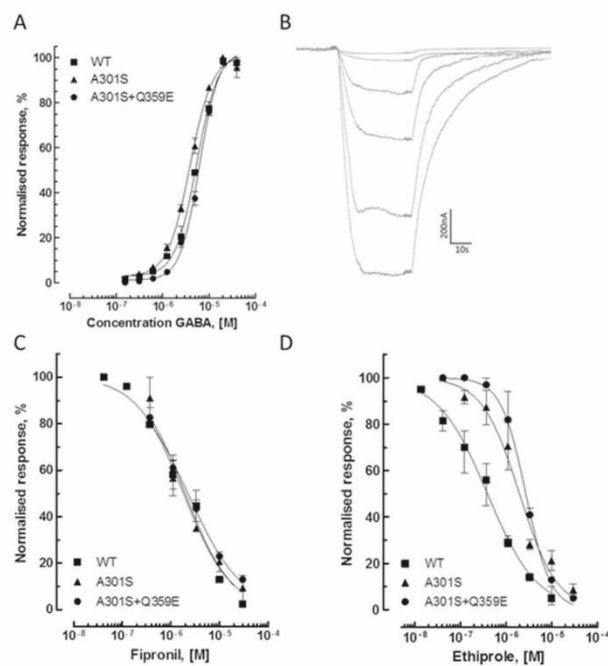 A
Normalised response, %
100
80
60
40
20
0
WT
A301S
A301S+Q359E
10⁻⁸ 10⁻⁷ 10⁻⁶ 10⁻⁵ 10⁻⁴
Concentration GABA, [M]
B
200nA
10s
C
Normalised response, %
100
80
60
40
20
0
WT
A301S
A301S+Q359E
10⁻⁸ 10⁻⁷ 10⁻⁶ 10⁻⁵ 10⁻⁴
Fipronil, [M]
D
Normalised response, %
100
80
60
40
20
0
WT
A301S
A301S+Q359E
10⁻⁸ 10⁻⁷ 10⁻⁶ 10⁻⁵ 10⁻⁴
Ethiprole, [M]